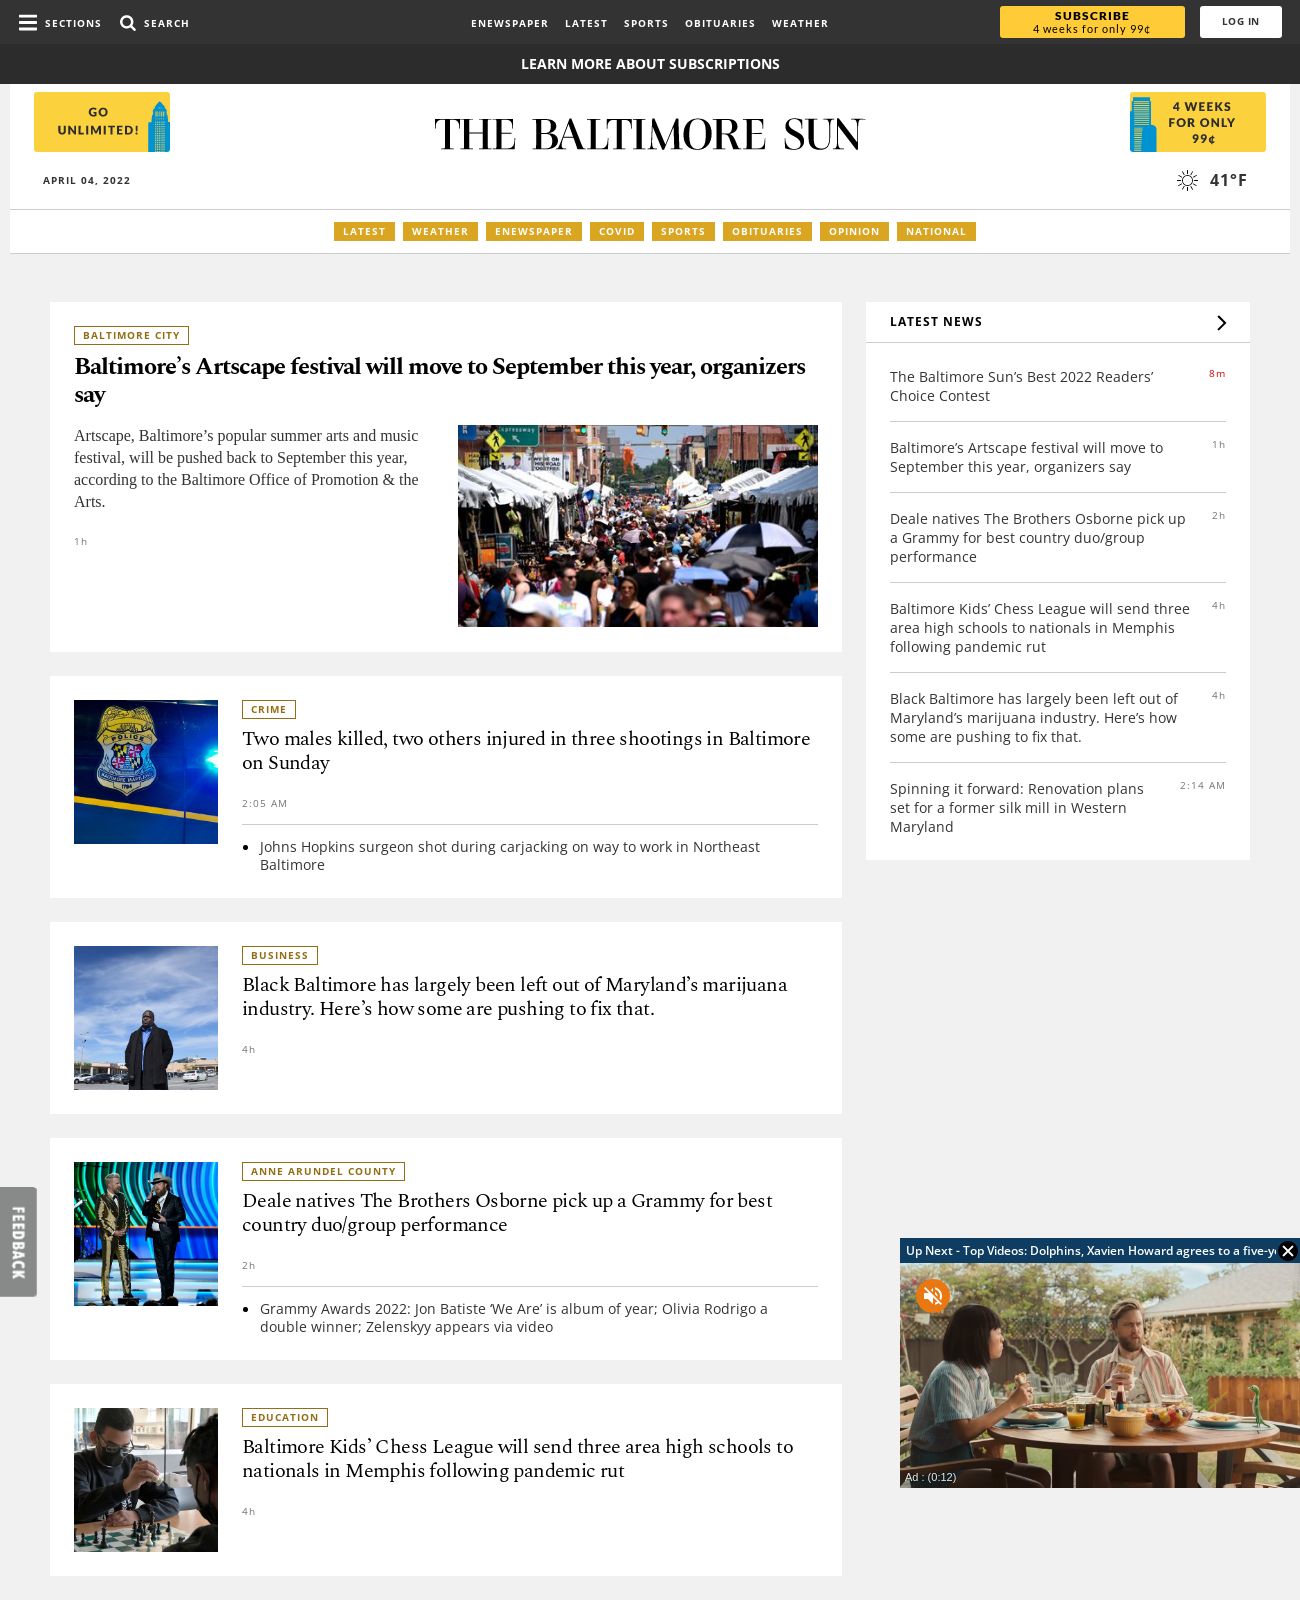 SECTIONS
SEARCH
ENEWSPAPER
LATEST
SPORTS
OBITUARIES
WEATHER
SUBSCRIBE
4 weeks for only 99¢
LOG IN
LEARN MORE ABOUT SUBSCRIPTIONS
GO
UNLIMITED!
THE BALTIMORE SUN
4 WEEKS
FOR ONLY
99¢
APRIL 04, 2022
41°F
LATEST
WEATHER
ENEWSPAPER
COVID
SPORTS
OBITUARIES
OPINION
NATIONAL
BALTIMORE CITY
Baltimore’s Artscape festival will move to September this year, organizers
say
Artscape, Baltimore’s popular summer arts and music
festival, will be pushed back to September this year,
according to the Baltimore Office of Promotion & the
Arts.
1h
CRIME
Two males killed, two others injured in three shootings in Baltimore
on Sunday
2:05 AM
Johns Hopkins surgeon shot during carjacking on way to work in Northeast
Baltimore
POLICE
BUSINESS
Black Baltimore has largely been left out of Maryland’s marijuana
industry. Here’s how some are pushing to fix that.
4h
ANNE ARUNDEL COUNTY
Deale natives The Brothers Osborne pick up a Grammy for best
country duo/group performance
2h
Grammy Awards 2022: Jon Batiste ‘We Are’ is album of year; Olivia Rodrigo a
double winner; Zelenskyy appears via video
EDUCATION
Baltimore Kids’ Chess League will send three area high schools to
nationals in Memphis following pandemic rut
4h
LATEST NEWS
The Baltimore Sun’s Best 2022 Readers’
Choice Contest
8m
Baltimore’s Artscape festival will move to
September this year, organizers say
1h
Deale natives The Brothers Osborne pick up
a Grammy for best country duo/group
performance
2h
Baltimore Kids’ Chess League will send three
area high schools to nationals in Memphis
following pandemic rut
4h
Black Baltimore has largely been left out of
Maryland’s marijuana industry. Here’s how
some are pushing to fix that.
4h
Spinning it forward: Renovation plans
set for a former silk mill in Western
Maryland
2:14 AM
FEEDBACK
Up Next - Top Videos: Dolphins, Xavien Howard agrees to a five-y
Ad : (0:12)